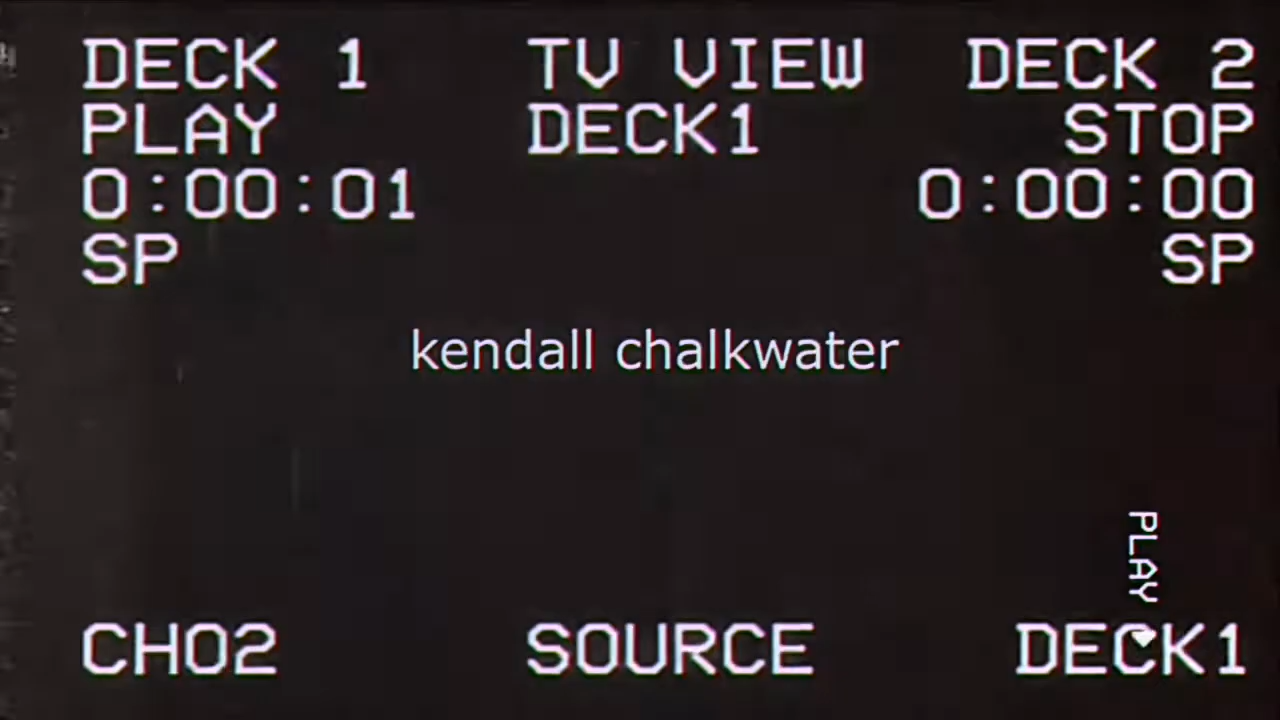 DECK 1 TV VIEW DECK 2
PLAY DECK1 STOP
0:00:01 0:00:00
SP SP
kendall chalkwater
PLAY
CH02 SOURCE DECK1